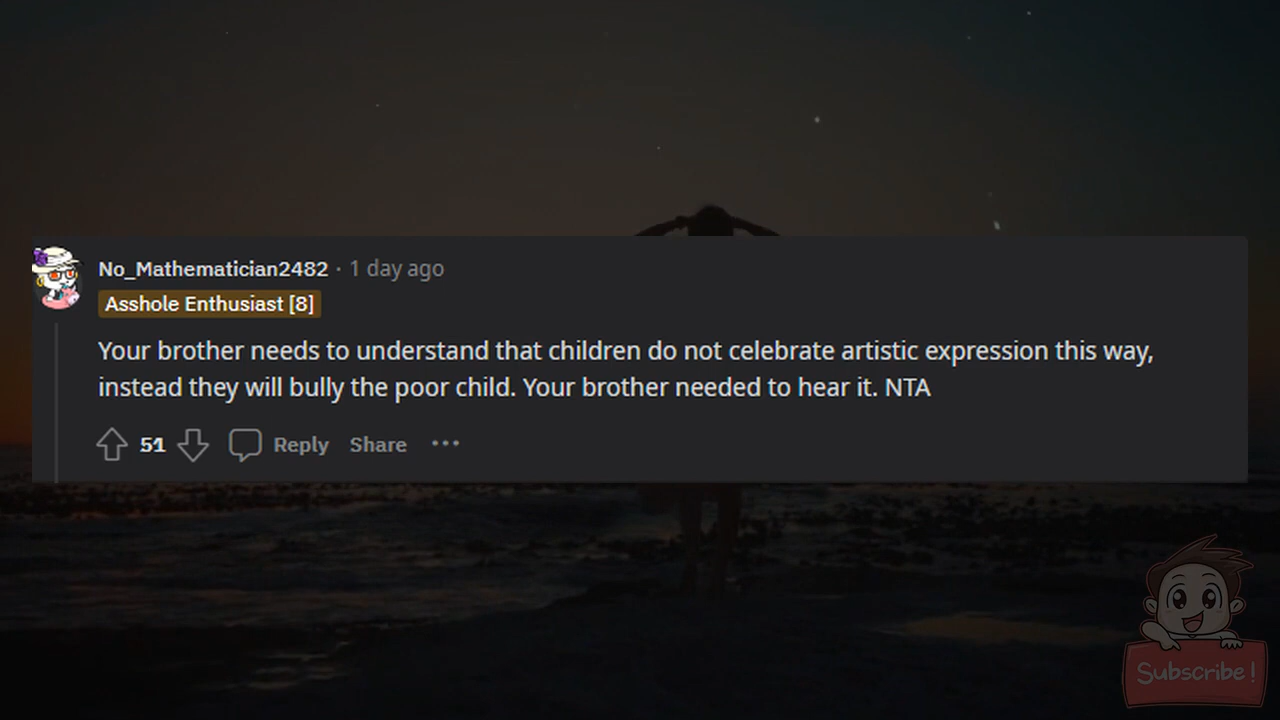 No_Mathematician2482 · 1 day ago
Asshole Enthusiast [8]
Your brother needs to understand that children do not celebrate artistic expression this way,
instead they will bully the poor child. Your brother needed to hear it. NTA
51 Reply Share ···
Subscribe!